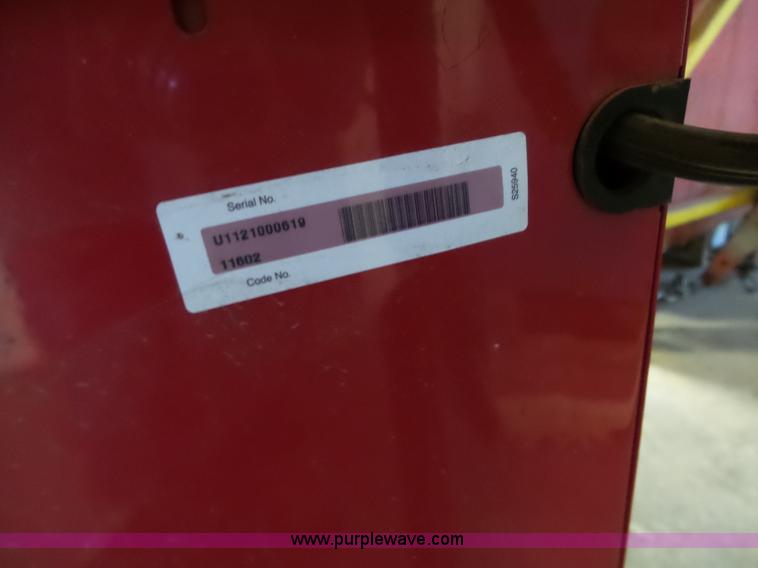 Serial No.
U1121000619
11602
Code No.
S25940
www.purplewave.com